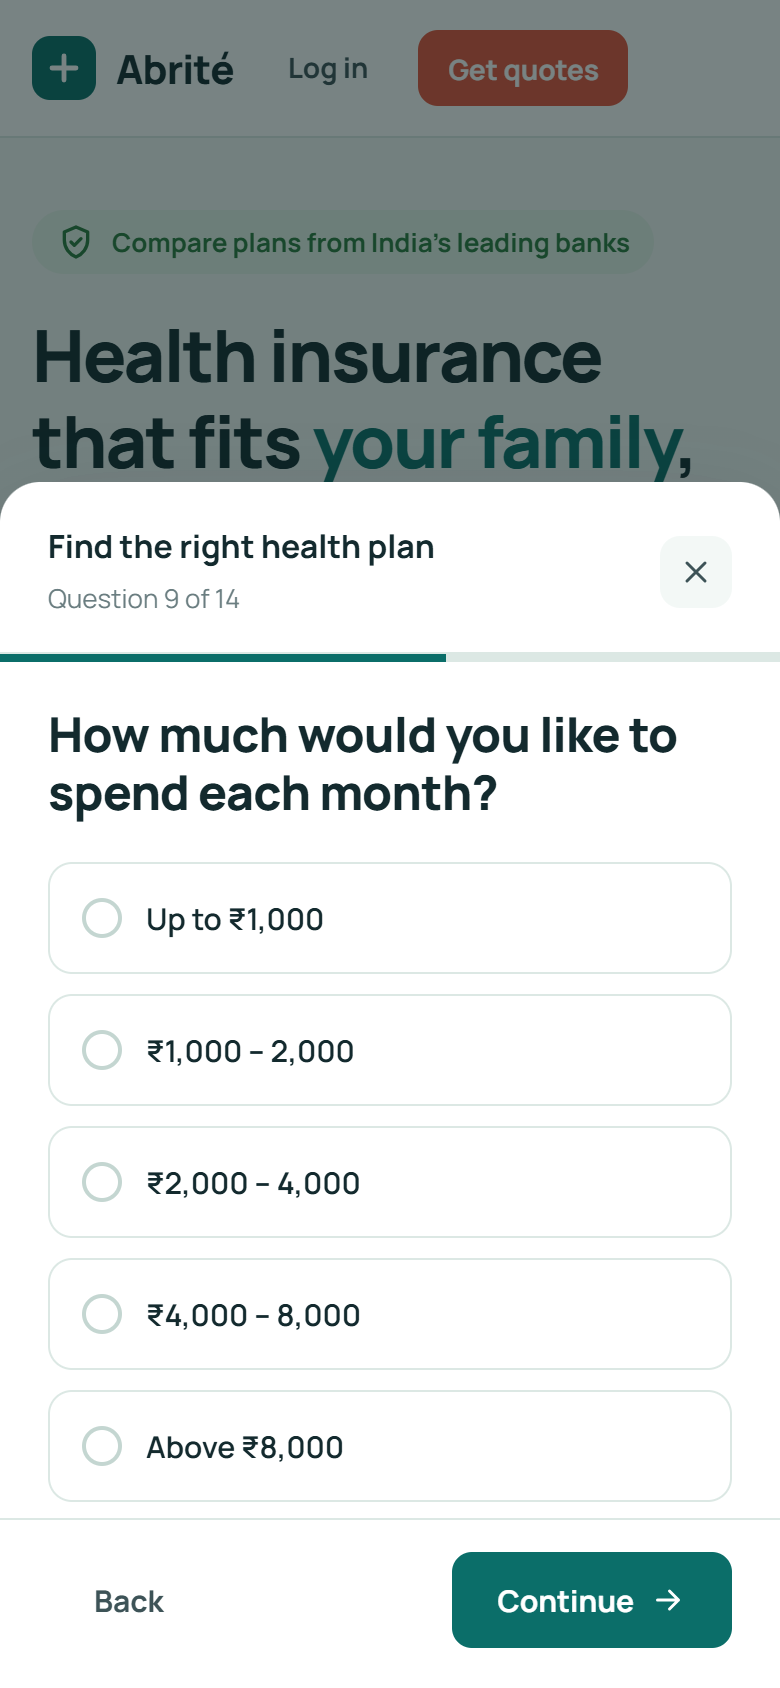 Abrité
Log in
Get quotes
Compare plans from India's leading banks
Health insurance
that fits your family,
Find the right health plan
Question 9 of 14
How much would you like to
spend each month?
Up to ₹1,000
₹1,000 – 2,000
₹2,000 – 4,000
₹4,000 – 8,000
Above ₹8,000
Back
Continue →